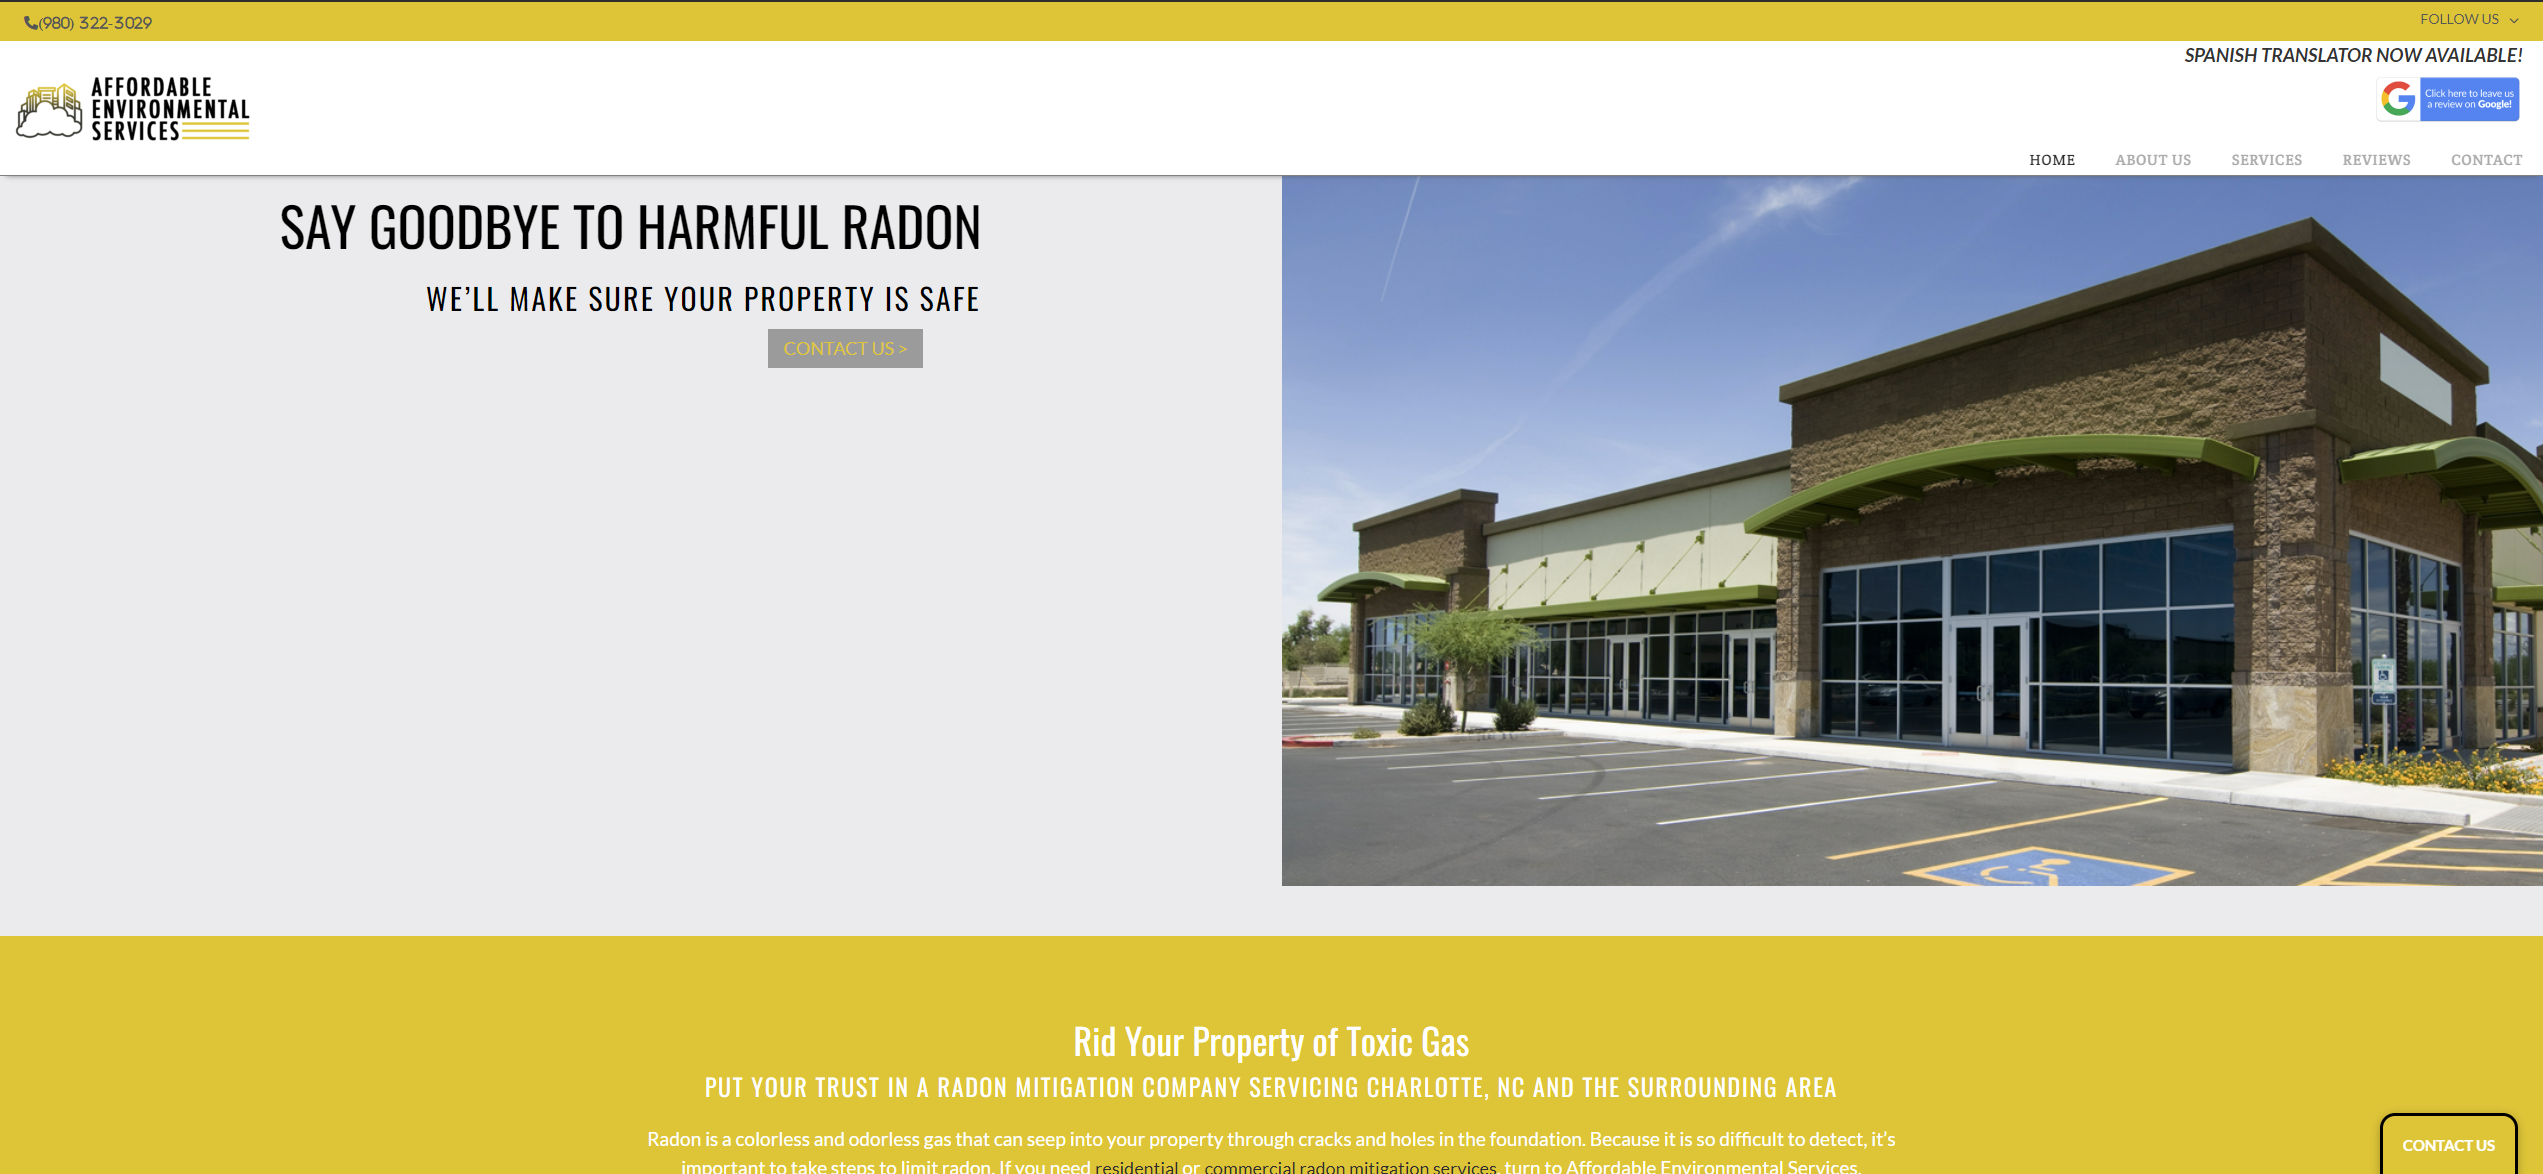 (980) 322-3029
FOLLOW US
SPANISH TRANSLATOR NOW AVAILABLE!
AFFORDABLE
ENVIRONMENTAL
SERVICES
Click here to leave us
a review on Google!
HOME ABOUT US SERVICES REVIEWS CONTACT
SAY GOODBYE TO HARMFUL RADON
WE’LL MAKE SURE YOUR PROPERTY IS SAFE
CONTACT US >
Rid Your Property of Toxic Gas
PUT YOUR TRUST IN A RADON MITIGATION COMPANY SERVICING CHARLOTTE, NC AND THE SURROUNDING AREA
Radon is a colorless and odorless gas that can seep into your property through cracks and holes in the foundation. Because it is so difficult to detect, it’s
important to take steps to limit radon. If you need residential or commercial radon mitigation services, turn to Affordable Environmental Services.
CONTACT US